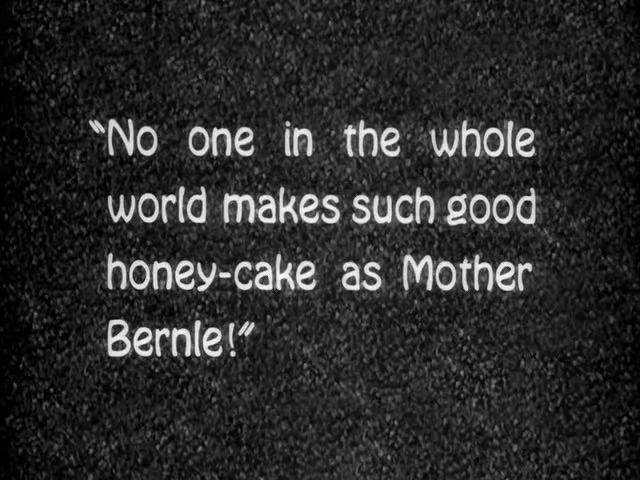 “No one in the whole
world makes such good
honey-cake as Mother
Bernle!”